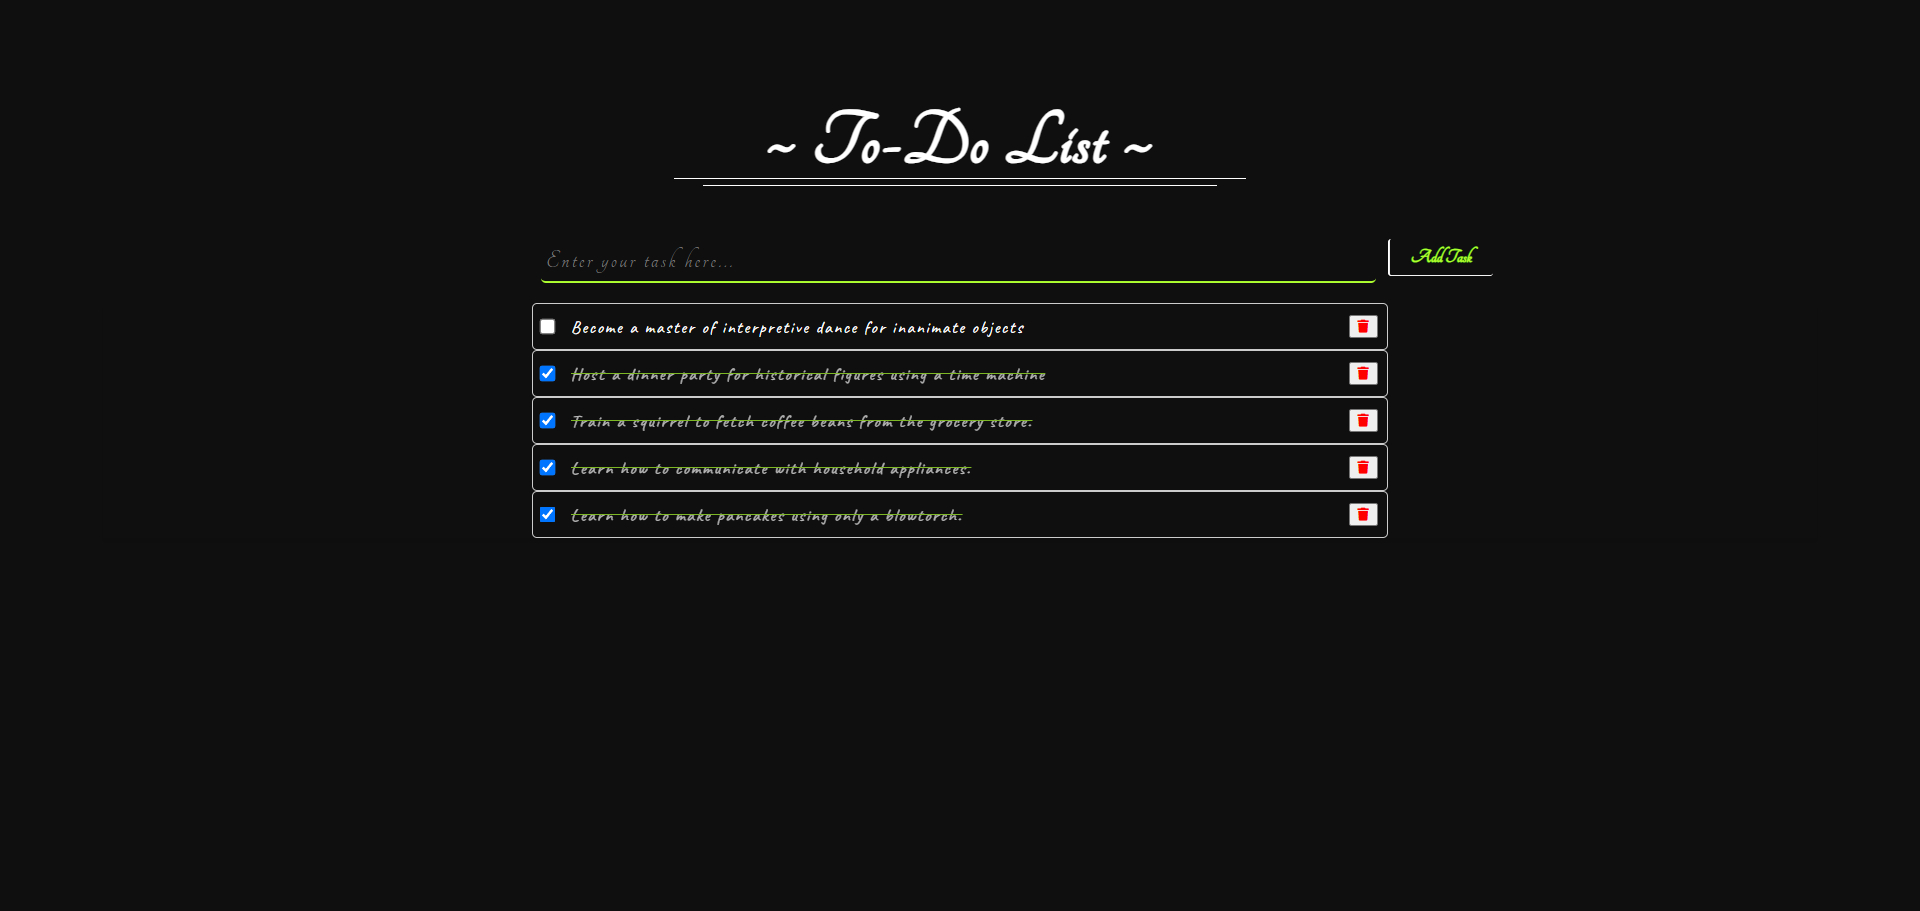 ~ To-Do List ~
Enter your task here...
Add Task
Become a master of interpretive dance for inanimate objects
Host a dinner party for historical figures using a time machine
Train a squirrel to fetch coffee beans from the grocery store.
Learn how to communicate with household appliances.
Learn how to make pancakes using only a blowtorch.